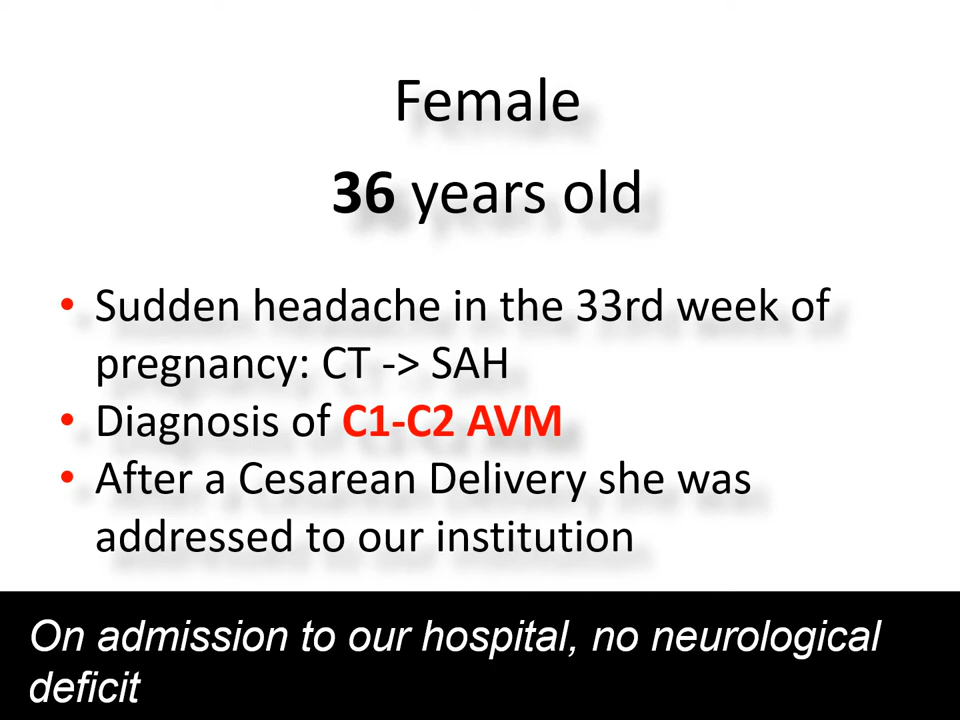 Female
36 years old
• Sudden headache in the 33rd week of
pregnancy: CT -> SAH
• Diagnosis of C1-C2 AVM
• After a Cesarean Delivery she was
addressed to our institution
On admission to our hospital, no neurological
deficit